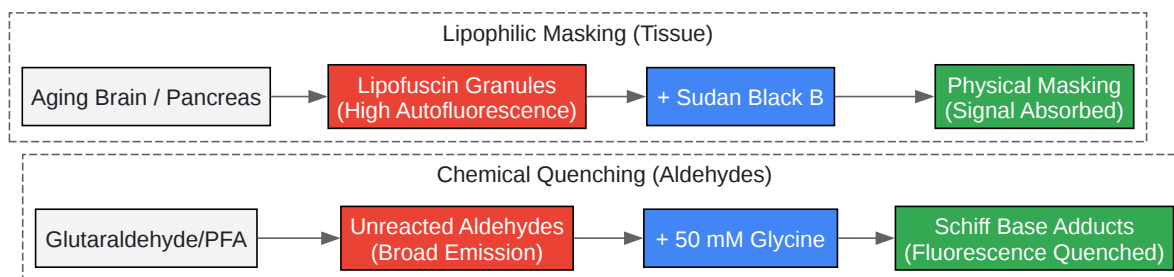 Lipophilic Masking (Tissue)
Aging Brain / Pancreas
Lipofuscin Granules
(High Autofluorescence)
+ Sudan Black B
Physical Masking
(Signal Absorbed)
Chemical Quenching (Aldehydes)
Glutaraldehyde/PFA
Unreacted Aldehydes
(Broad Emission)
+ 50 mM Glycine
Schiff Base Adducts
(Fluorescence Quenched)